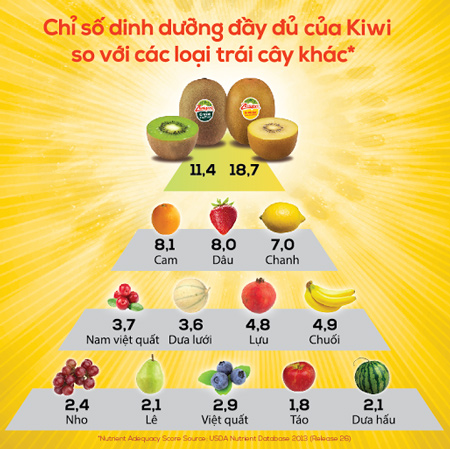 Chỉ số dinh dưỡng đầy đủ của Kiwi
so với các loại trái cây khác*
11,4 18,7
8,1 8,0 7,0
Cam Dâu Chanh
3,7 3,6 4,8 4,9
Nam việt quất Dưa lưới Lựu Chuối
2,4 2,1 2,9 1,8 2,1
Nho Lê Việt quất Táo Dưa hấu
*Nutrient Adequacy Score Source: USDA Nutrient Database 2013 (Release 26)